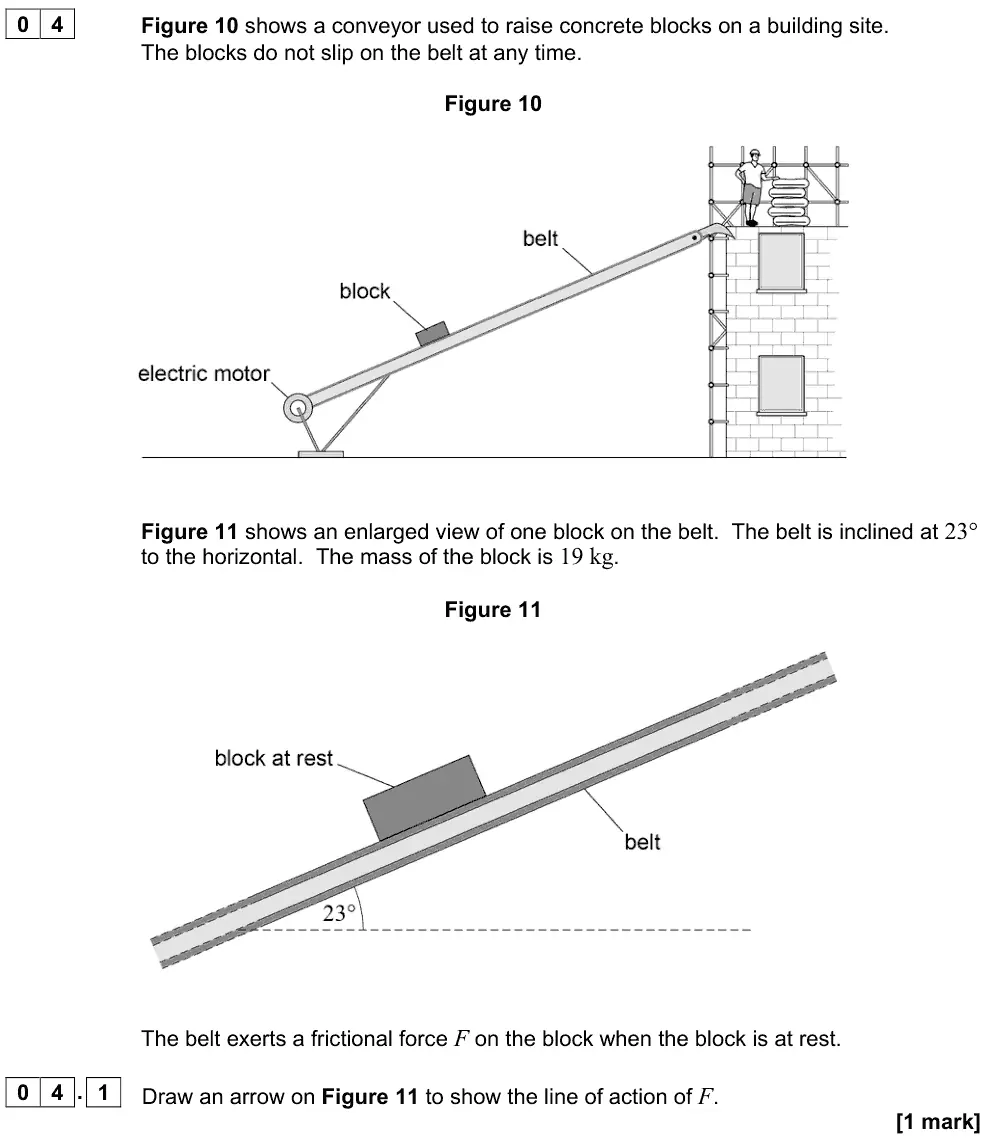 0 4
Figure 10 shows a conveyor used to raise concrete blocks on a building site.
The blocks do not slip on the belt at any time.
Figure 10
belt
block
electric motor
Figure 11 shows an enlarged view of one block on the belt. The belt is inclined at 23°
to the horizontal. The mass of the block is 19 kg.
Figure 11
block at rest
belt
23°
The belt exerts a frictional force F on the block when the block is at rest.
0 4 . 1 Draw an arrow on Figure 11 to show the line of action of F.
[1 mark]